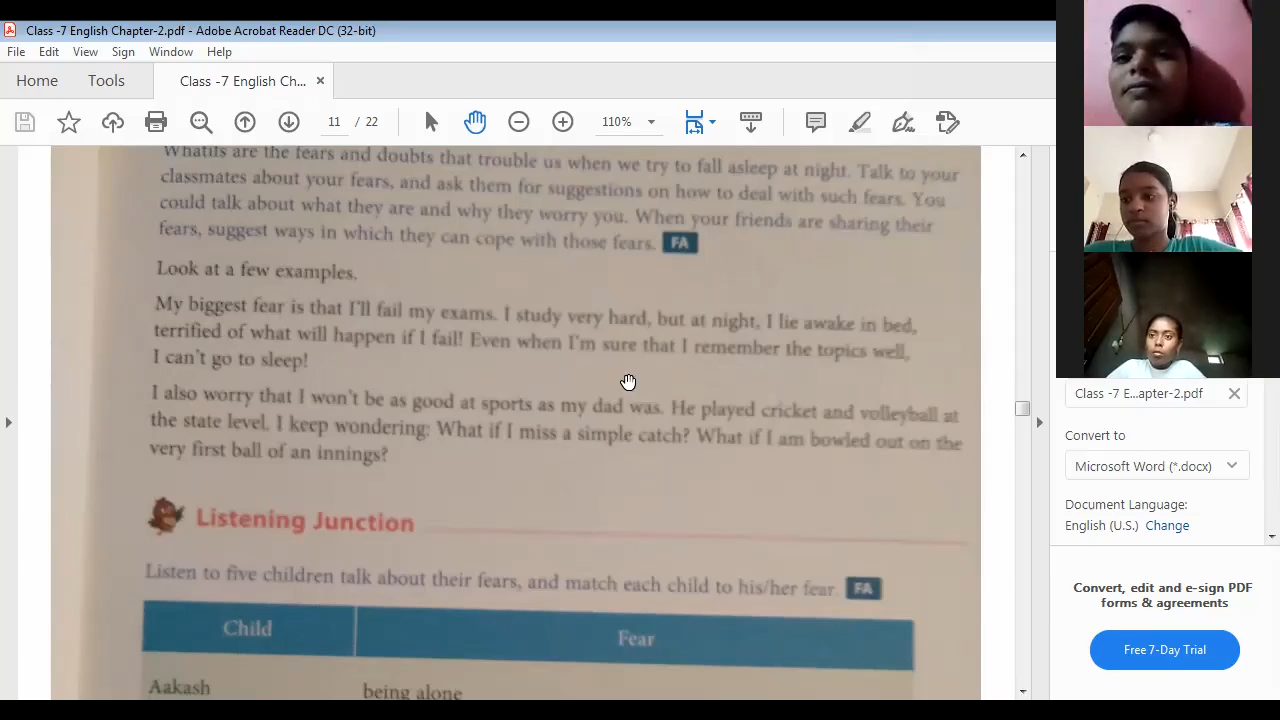 Class -7 English Chapter-2.pdf - Adobe Acrobat Reader DC (32-bit)
File Edit View Sign Window Help
Home Tools Class -7 English Ch... ×
11 / 22 110%
Whatifs are the fears and doubts that trouble us when we try to fall asleep at night. Talk to your
classmates about your fears, and ask them for suggestions on how to deal with such fears. You
could talk about what they are and why they worry you. When your friends are sharing their
fears, suggest ways in which they can cope with those fears. FA
Look at a few examples.
My biggest fear is that I'll fail my exams. I study very hard, but at night, I lie awake in bed,
terrified of what will happen if I fail! Even when I'm sure that I remember the topics well,
I can't go to sleep!
I also worry that I won't be as good at sports as my dad was. He played cricket and volleyball at
the state level. I keep wondering: What if I miss a simple catch? What if I am bowled out on the
very first ball of an innings?
Listening Junction
Listen to five children talk about their fears, and match each child to his/her fear. FA
Child Fear
Aakash being alone
Class -7 E...apter-2.pdf
Convert to
Microsoft Word (*.docx)
Document Language:
English (U.S.) Change
Convert, edit and e-sign PDF
forms & agreements
Free 7-Day Trial